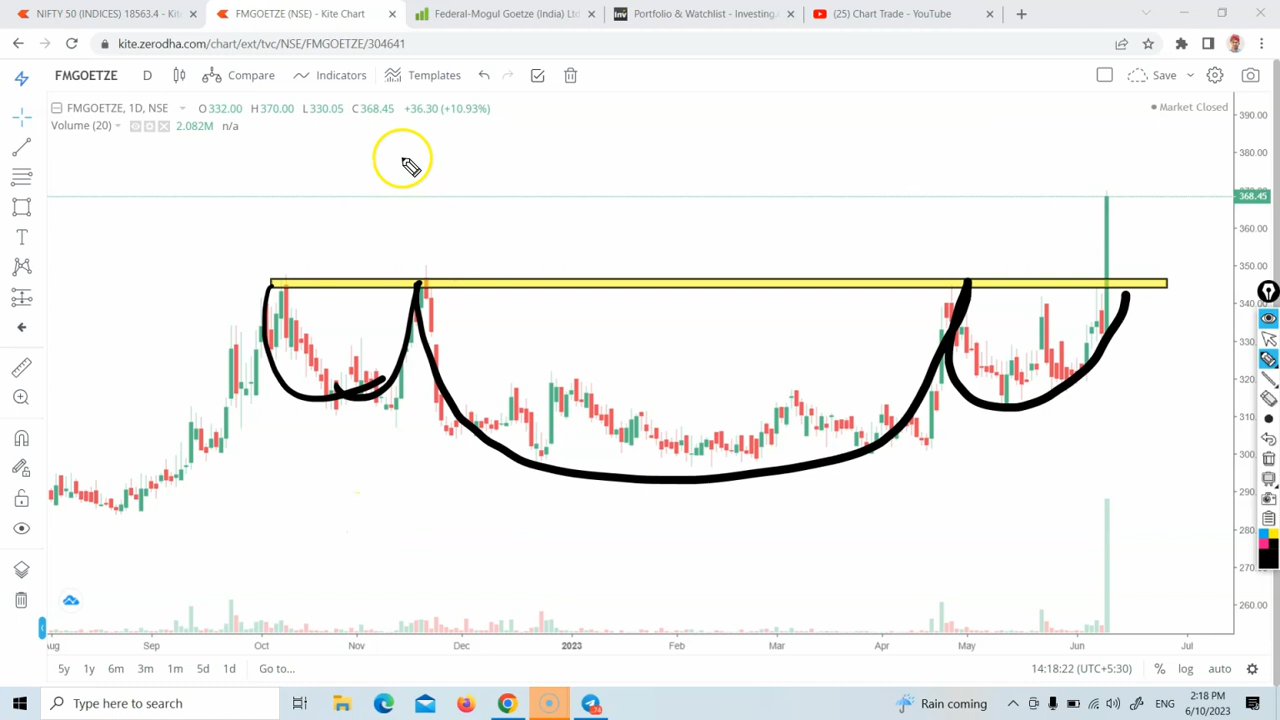 NIFTY 50 (INDICES) 18563.4 - Kite
FMGOETZE (NSE) - Kite Chart
Federal-Mogul Goetze (India) Ltd
Portfolio & Watchlist - Investing.
(25) Chart Trade - YouTube
kite.zerodha.com/chart/ext/tvc/NSE/FMGOETZE/304641
FMGOETZE D Compare Indicators Templates Save
FMGOETZE, 1D, NSE O 332.00 H 370.00 L 330.05 C 368.45 +36.30 (+10.93%) Market Closed
Volume (20) 2.082M n/a
390.00
380.00
368.45
360.00
350.00
340.00
330.00
320.00
310.00
300.00
290.00
280.00
270.00
260.00
Aug Sep Oct Nov Dec 2023 Feb Mar Apr May Jun Jul
5y 1y 6m 3m 1m 5d 1d Go to... 14:18:22 (UTC+5:30) % log auto
Type here to search Rain coming 2:18 PM
6/10/2023